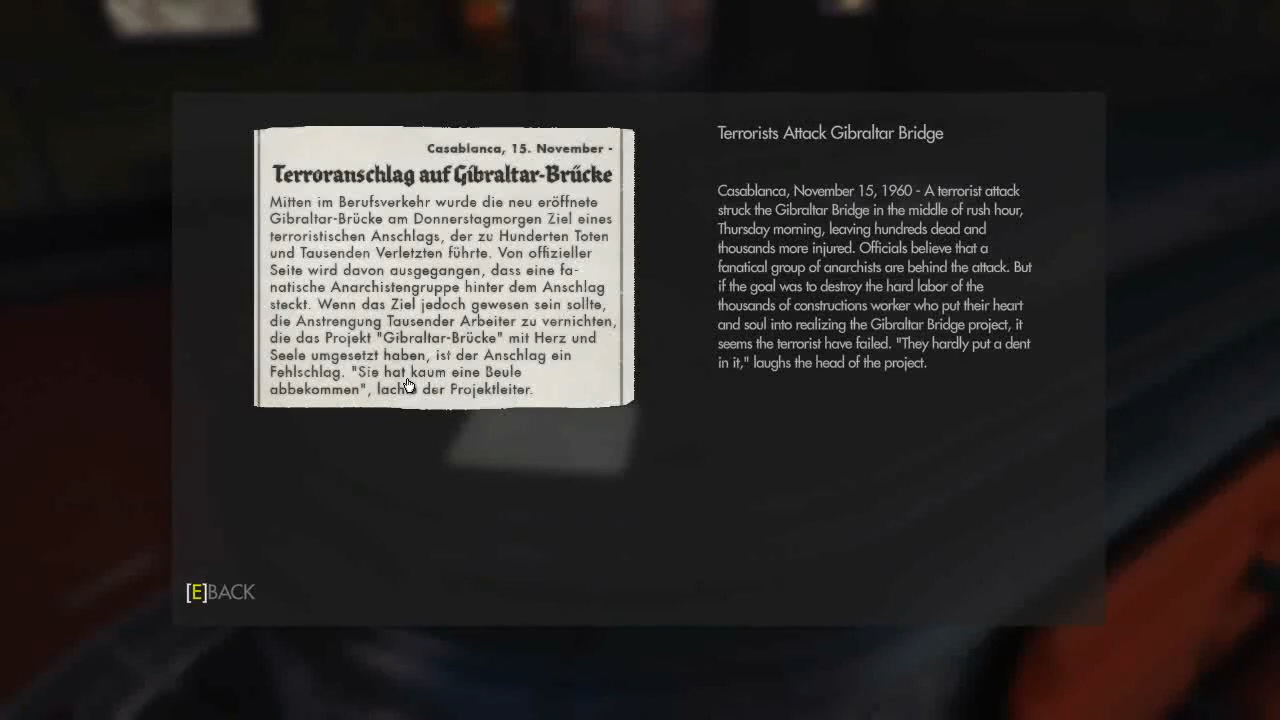 Casablanca, 15. November -
Terroranschlag auf Gibraltar-Brücke
Mitten im Berufsverkehr wurde die neu eröffnete
Gibraltar-Brücke am Donnerstagmorgen Ziel eines
terroristischen Anschlags, der zu Hunderten Toten
und Tausenden Verletzten führte. Von offizieller
Seite wird davon ausgegangen, dass eine fa-
natische Anarchistengruppe hinter dem Anschlag
steckt. Wenn das Ziel jedoch gewesen sein sollte,
die Anstrengung Tausender Arbeiter zu vernichten,
die das Projekt "Gibraltar-Brücke" mit Herz und
Seele umgesetzt haben, ist der Anschlag ein
Fehlschlag. "Sie hat kaum eine Beule
abbekommen", lachte der Projektleiter.
Terrorists Attack Gibraltar Bridge
Casablanca, November 15, 1960 - A terrorist attack
struck the Gibraltar Bridge in the middle of rush hour,
Thursday morning, leaving hundreds dead and
thousands more injured. Officials believe that a
fanatical group of anarchists are behind the attack. But
if the goal was to destroy the hard labor of the
thousands of constructions worker who put their heart
and soul into realizing the Gibraltar Bridge project, it
seems the terrorist have failed. "They hardly put a dent
in it," laughs the head of the project.
[E]BACK